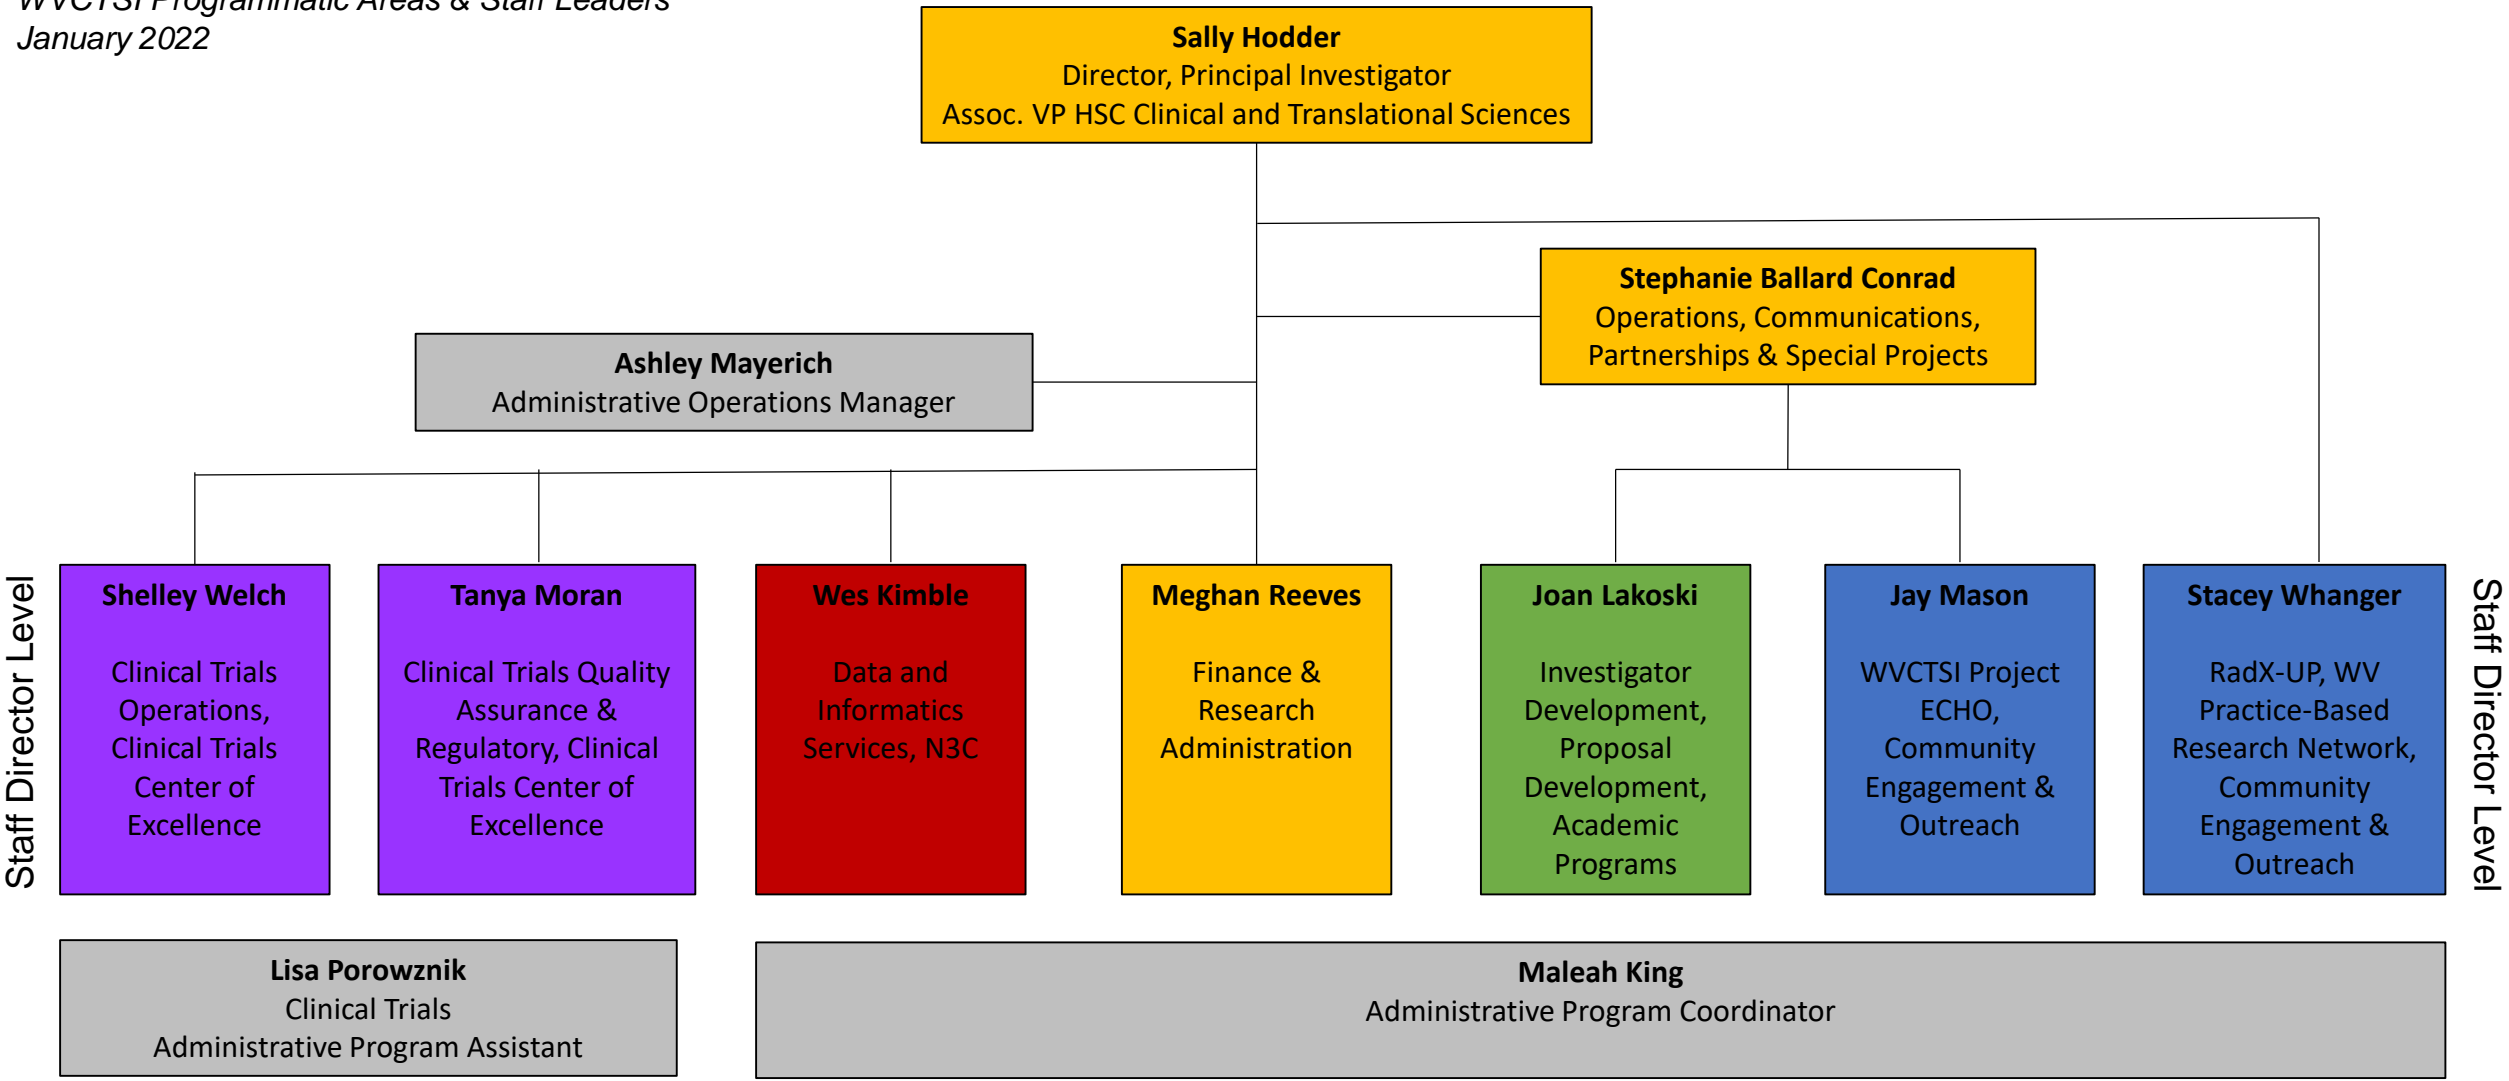 WVCTSI Programmatic Areas & Staff Leaders
January 2022
Sally Hodder
Director, Principal Investigator
Assoc. VP HSC Clinical and Translational Sciences
Stephanie Ballard Conrad
Operations, Communications,
Partnerships & Special Projects
Ashley Mayerich
Administrative Operations Manager
Staff Director Level
Shelley Welch
Clinical Trials
Operations,
Clinical Trials
Center of
Excellence
Tanya Moran
Clinical Trials Quality
Assurance &
Regulatory, Clinical
Trials Center of
Excellence
Wes Kimble
Data and
Informatics
Services, N3C
Meghan Reeves
Finance &
Research
Administration
Joan Lakoski
Investigator
Development,
Proposal
Development,
Academic
Programs
Jay Mason
WVCTSI Project
ECHO,
Community
Engagement &
Outreach
Stacey Whanger
RadX-UP, WV
Practice-Based
Research Network,
Community
Engagement &
Outreach
Staff Director Level
Lisa Porowznik
Clinical Trials
Administrative Program Assistant
Maleah King
Administrative Program Coordinator